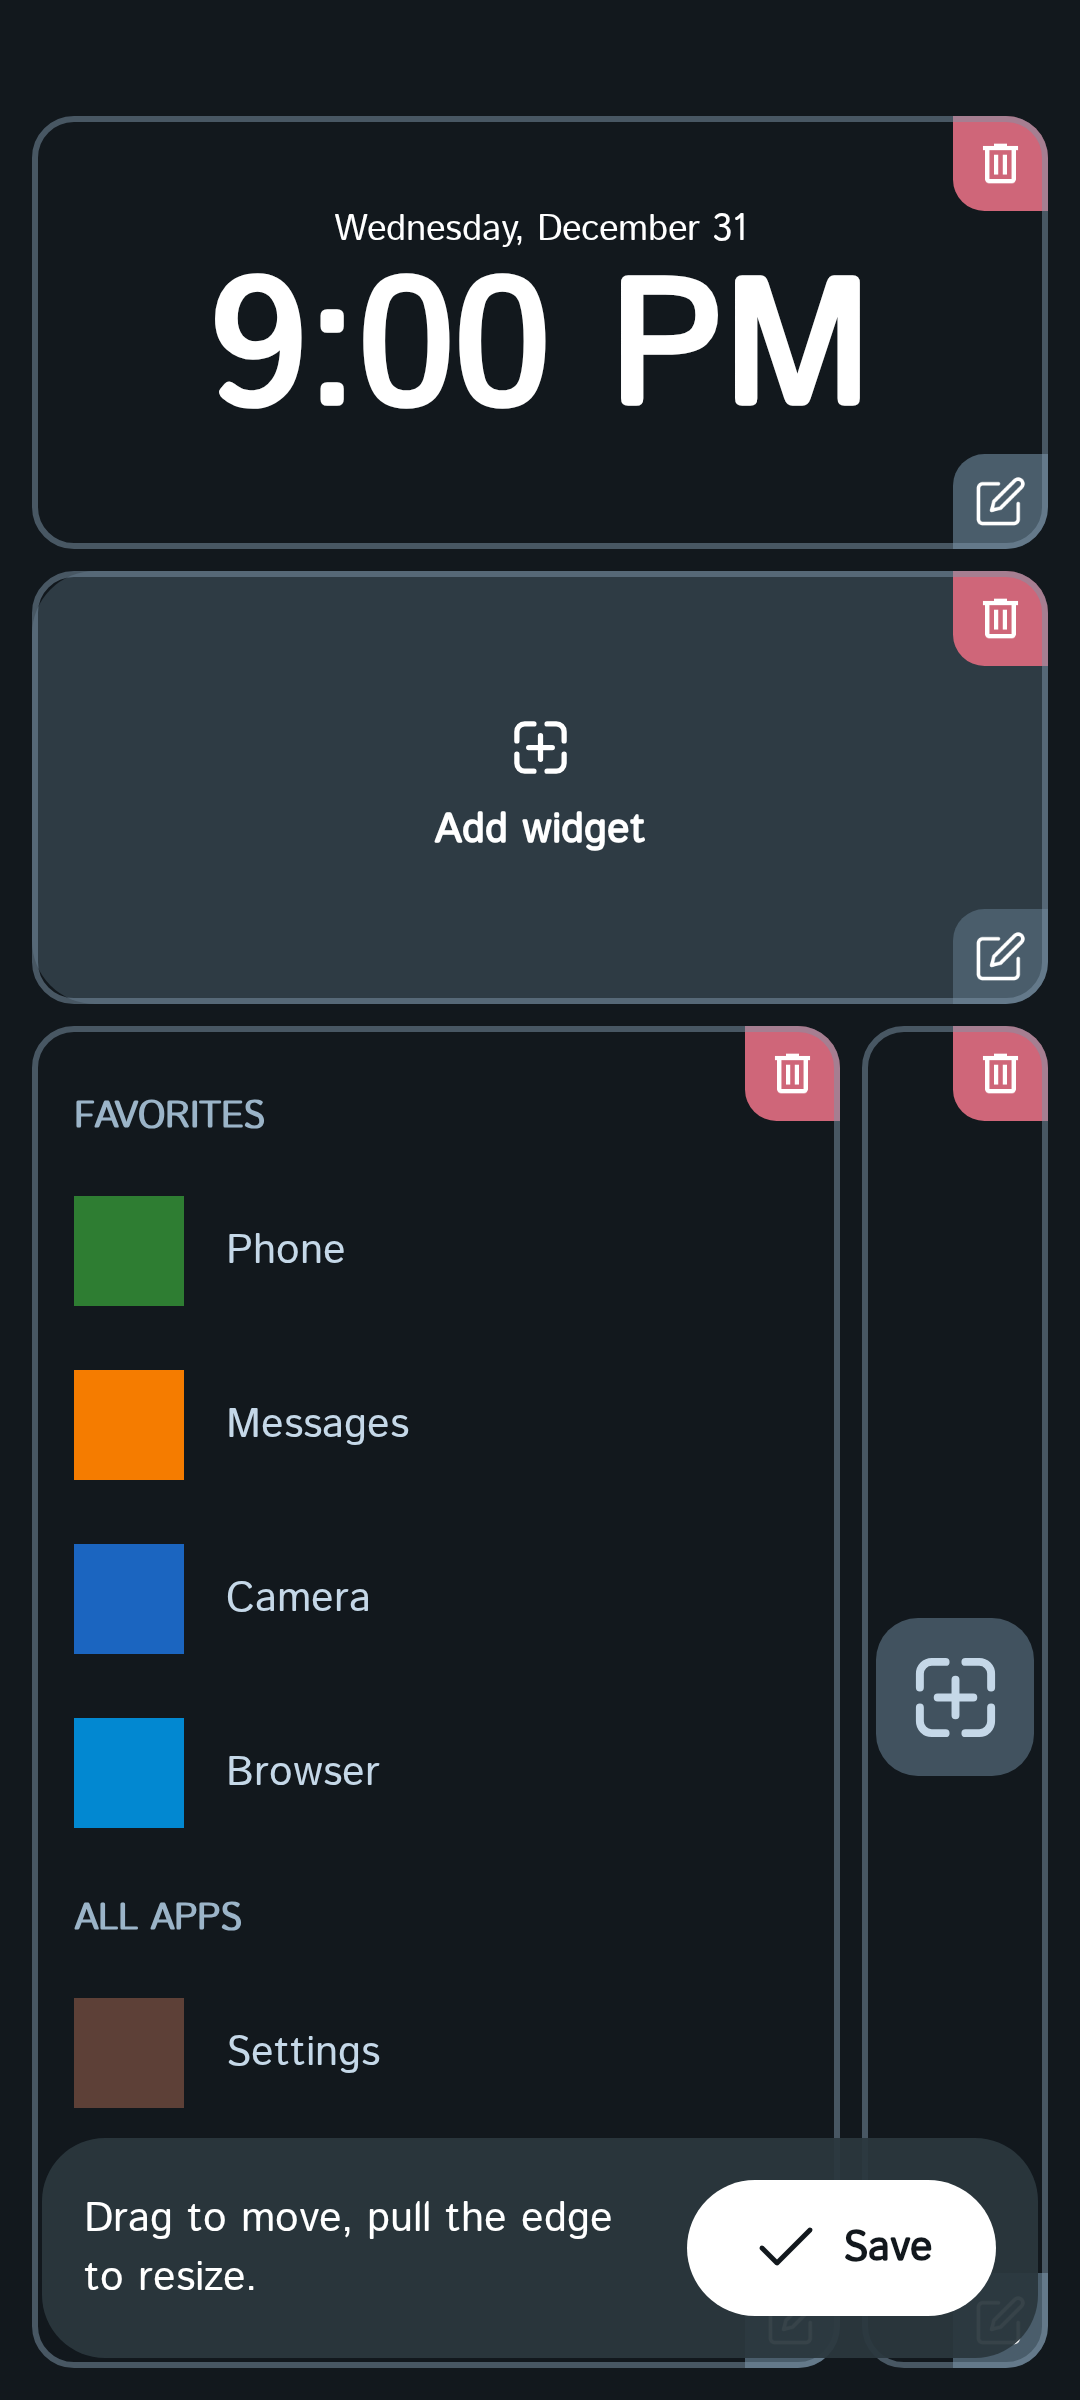 Wednesday, December 31
9:00 PM
Add widget
FAVORITES
Phone
Messages
Camera
Browser
ALL APPS
Settings
Drag to move, pull the edge
to resize.
Save